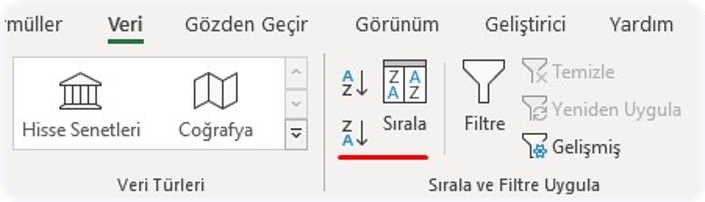 rmüller Veri Gözden Geçir Görünüm Geliştirici Yardım
Hisse Senetleri Coğrafya
A
Z
Z
A
Z A
A Z
Sırala
Filtre
Temizle
Yeniden Uygula
Gelişmiş
Veri Türleri
Sırala ve Filtre Uygula